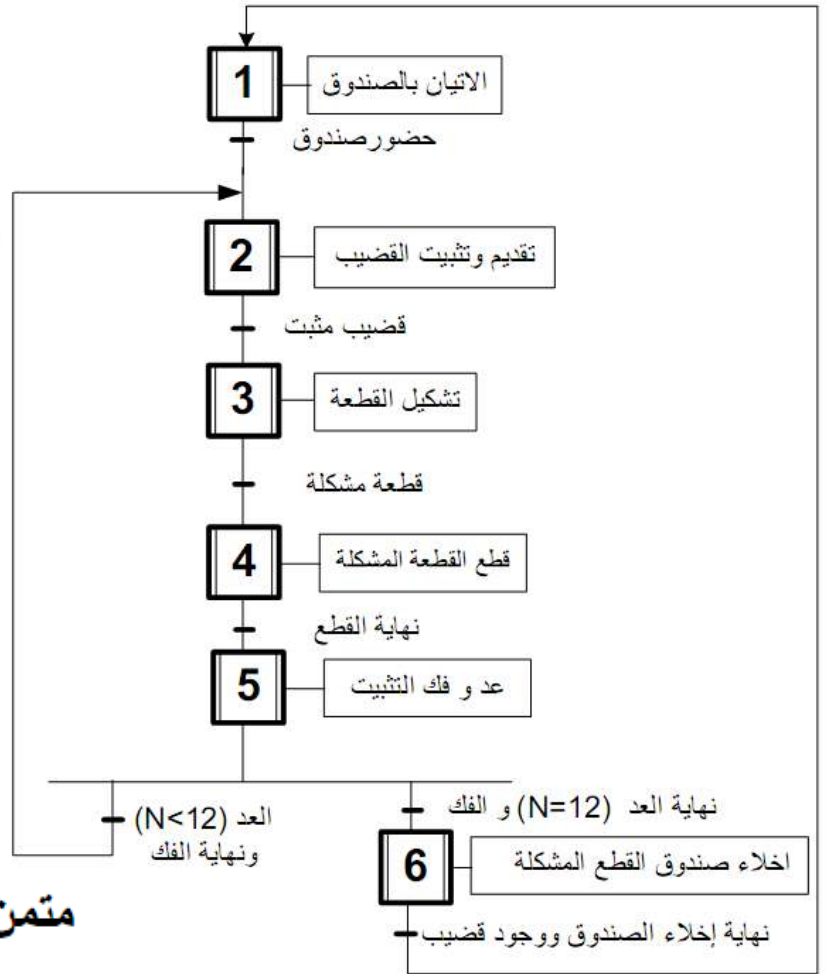 1
الاتيان بالصندوق
حضور صندوق
2
تقديم وتثبيت القضيب
قضيب مثبت
3
تشكيل القطعة
قطعة مشكلة
4
قطع القطعة المشكلة
نهاية القطع
5
عد و فك التثبيت
نهاية العد (N=12) و الفك
العد (N<12)
ونهاية الفك
6
اخلاء صندوق القطع المشكلة
نهاية إخلاء الصندوق ووجود قضيب